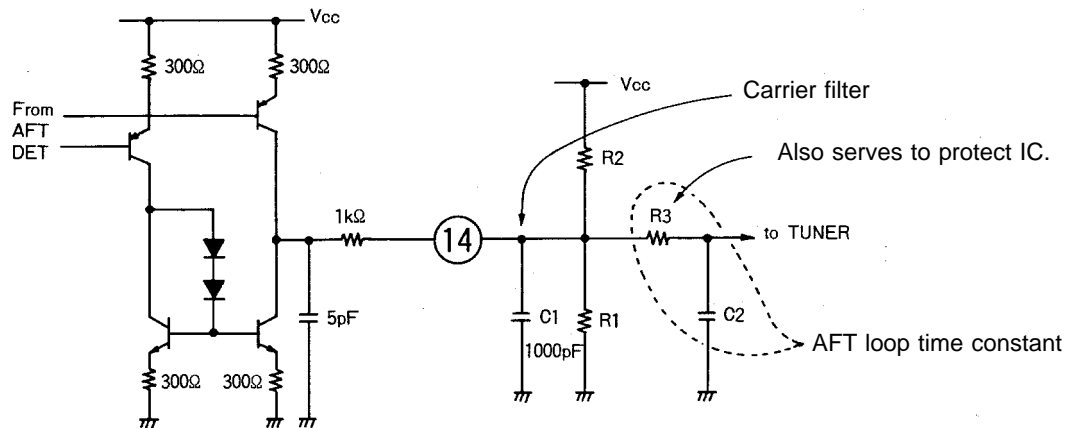 Vcc
300Ω
300Ω
From
AFT
DET
Vcc
Carrier filter
R2
Also serves to protect IC.
1kΩ
14
R3
to TUNER
5pF
C1
1000pF
R1
C2
AFT loop time constant
300Ω
300Ω